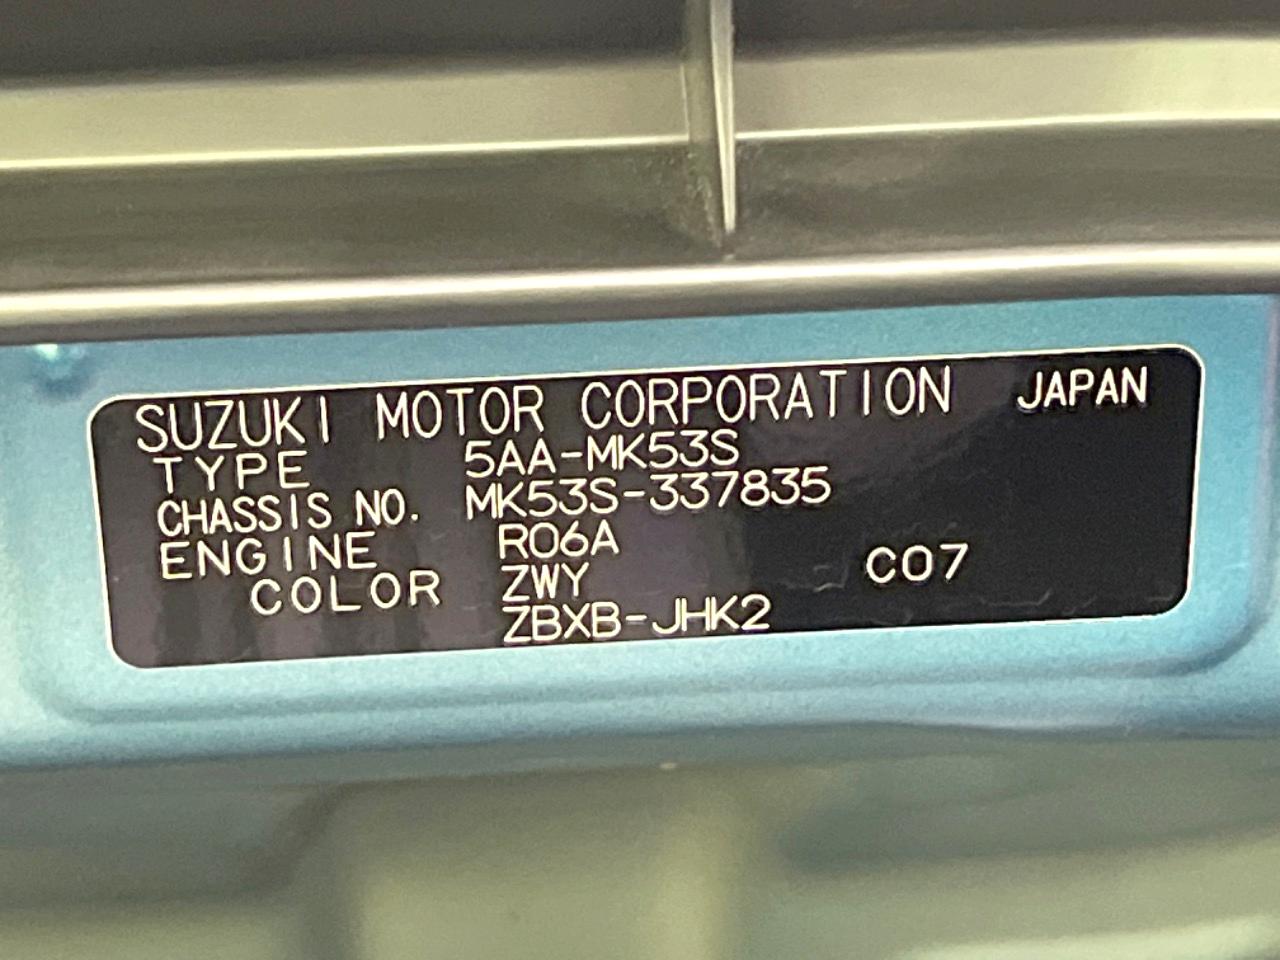 SUZUKI MOTOR CORPORATION JAPAN
TYPE 5AA-MK53S
CHASSIS NO. MK53S-337835
ENGINE R06A
COLOR ZWY C07
ZBXB-JHK2